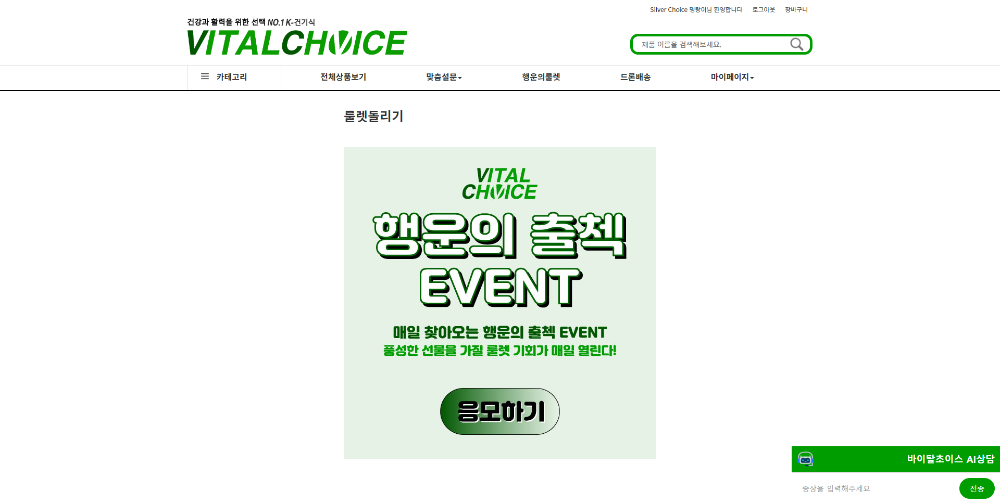 Silver Choice 명랑이님 환영합니다 로그아웃 장바구니
건강과 활력을 위한 선택 NO.1 K-건기식
VITALCHOICE
제품 이름을 검색해보세요.
카테고리 전체상품보기 맞춤설문 행운의룰렛 드론배송 마이페이지
룰렛돌리기
VITAL
CHOICE
행운의 출첵
EVENT
매일 찾아오는 행운의 출첵 EVENT
풍성한 선물을 가질 룰렛 기회가 매일 열린다!
응모하기
바이탈초이스 AI상담
증상을 입력해주세요 전송